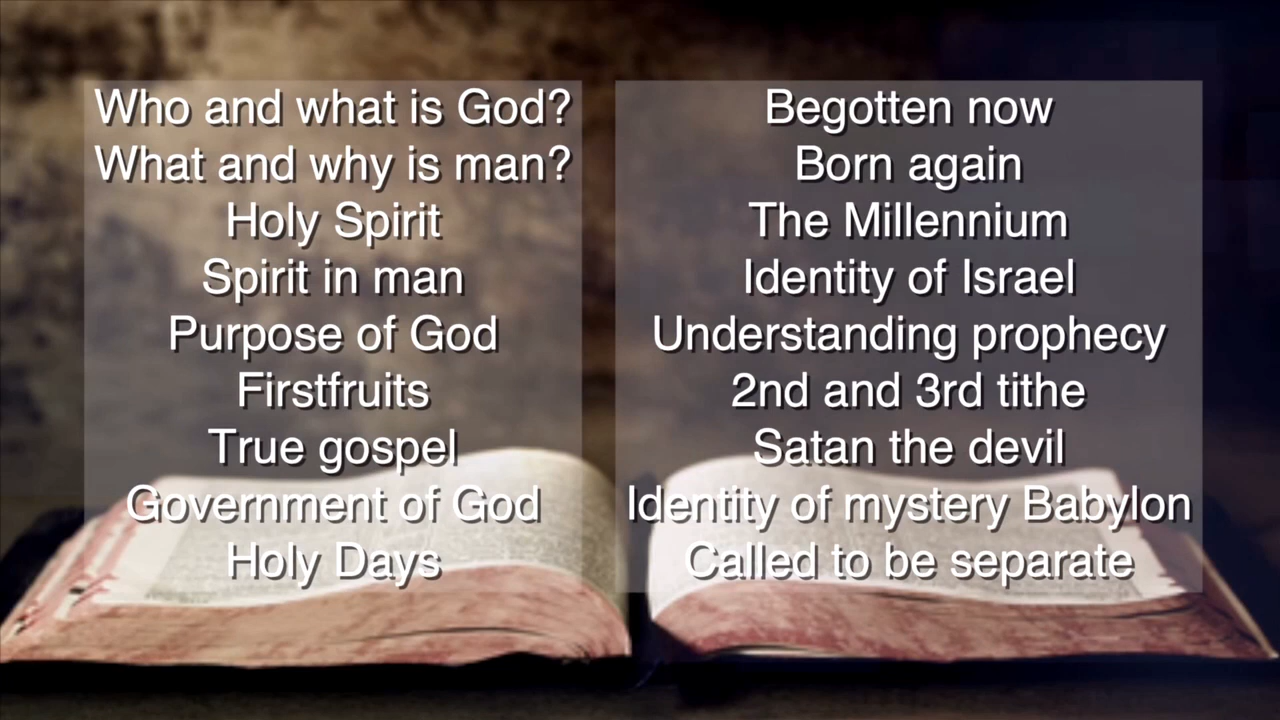 Who and what is God?
What and why is man?
Holy Spirit
Spirit in man
Purpose of God
Firstfruits
True gospel
Government of God
Holy Days
Begotten now
Born again
The Millennium
Identity of Israel
Understanding prophecy
2nd and 3rd tithe
Satan the devil
Identity of mystery Babylon
Called to be separate